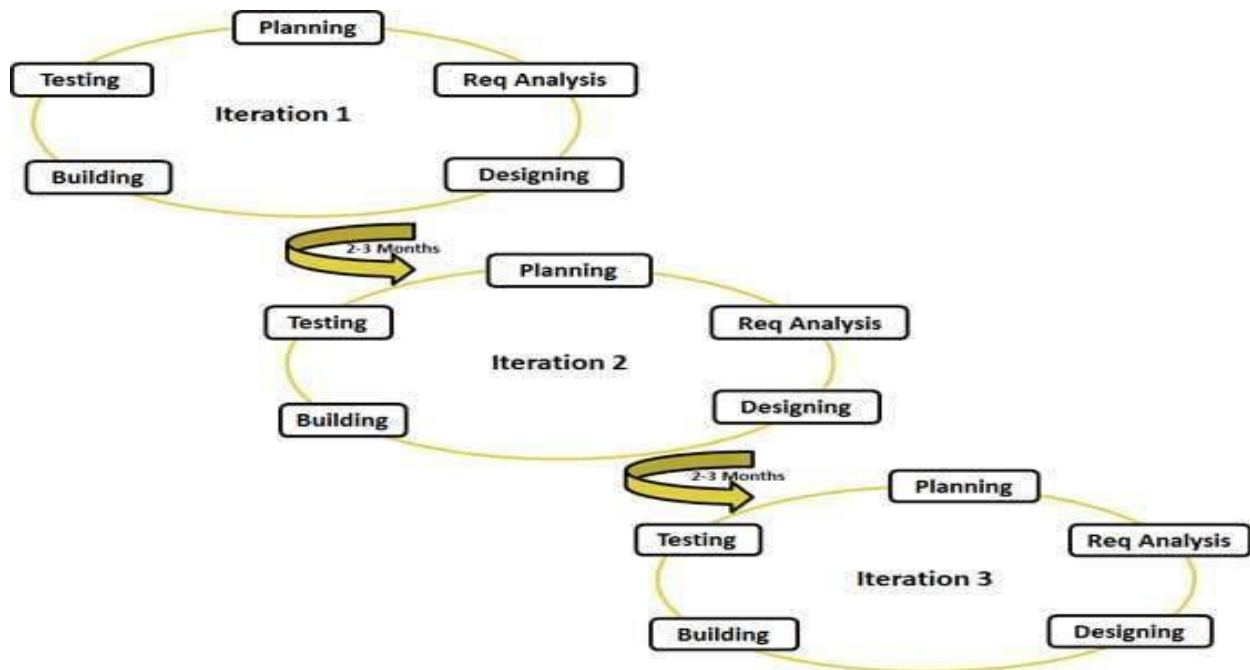 Planning
Testing
Req Analysis
Iteration 1
Building
Designing
2-3 Months
Planning
Testing
Req Analysis
Iteration 2
Building
Designing
2-3 Months
Planning
Testing
Req Analysis
Iteration 3
Building
Designing